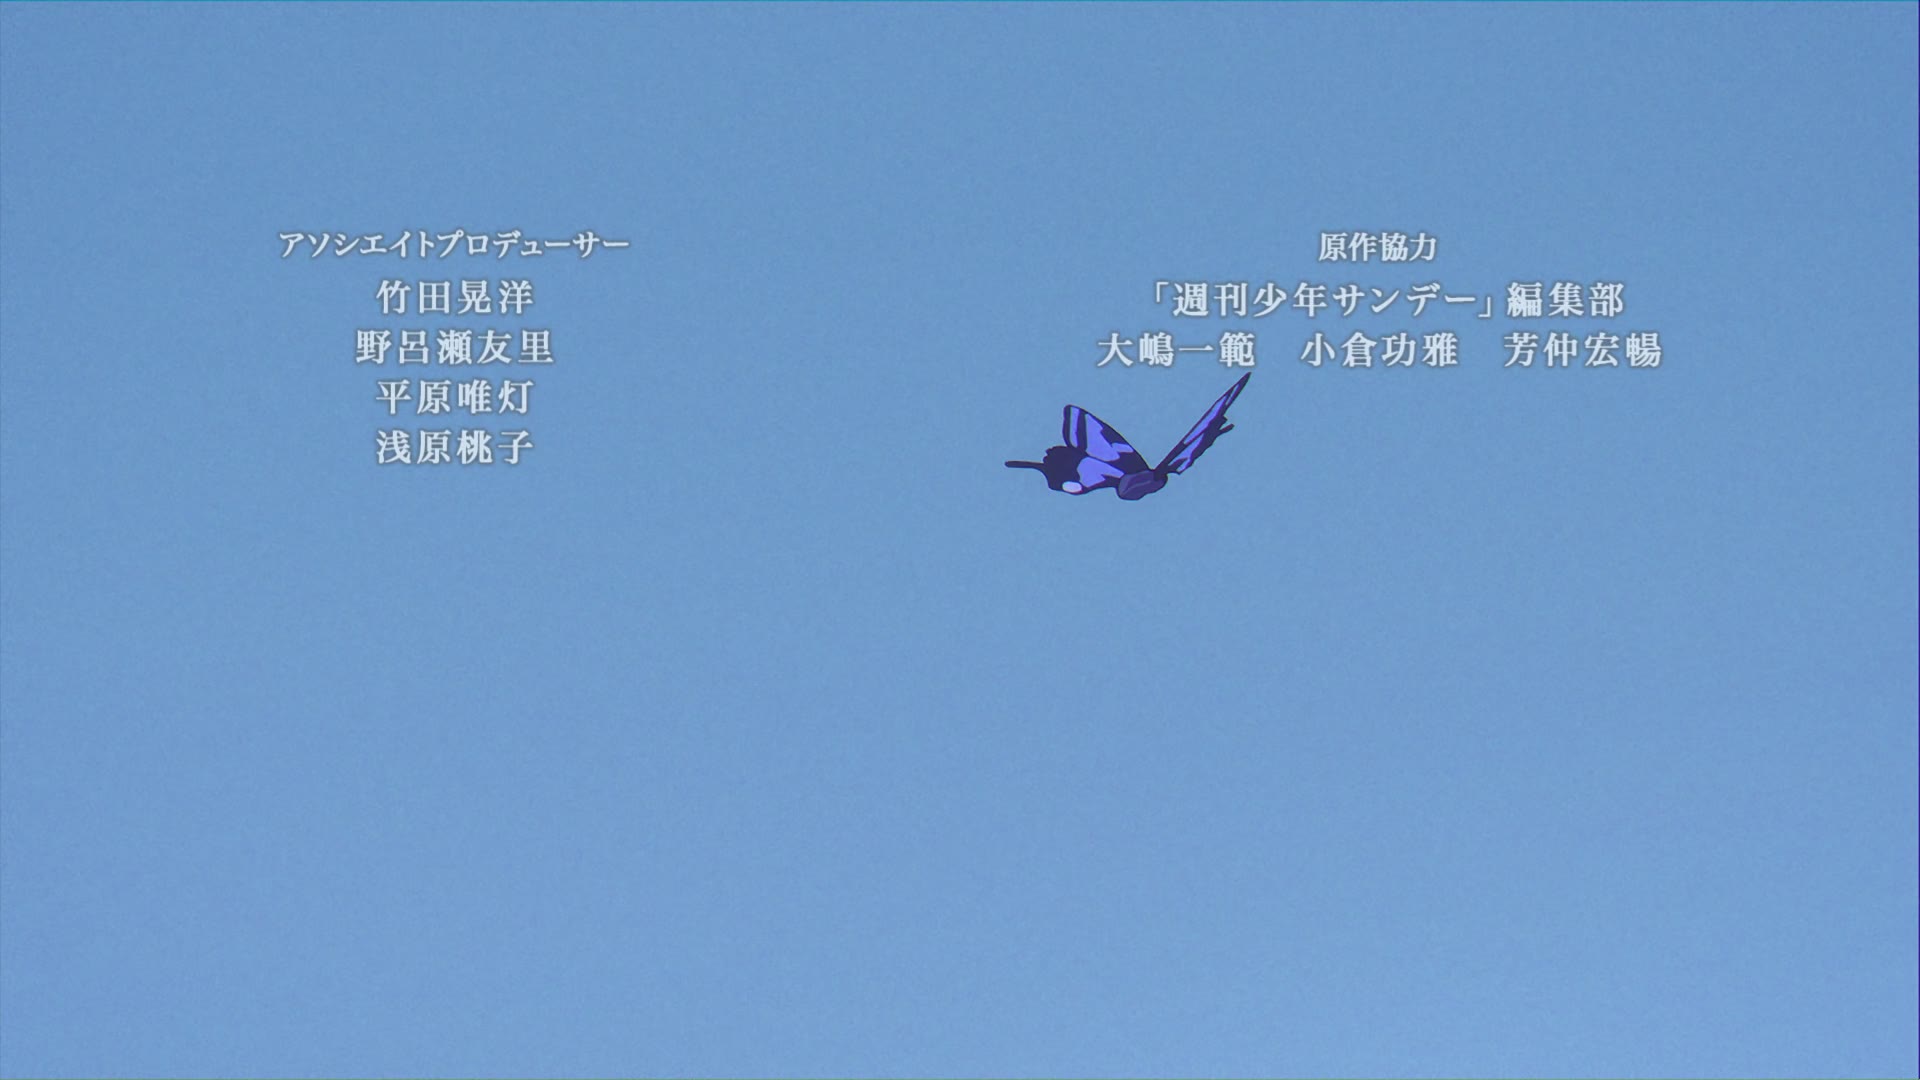 アソシエイトプロデューサー
竹田晃洋
野呂瀬友里
平原唯灯
浅原桃子
原作協力
「週刊少年サンデー」編集部
大嶋一範　小倉功雅　芳仲宏暢